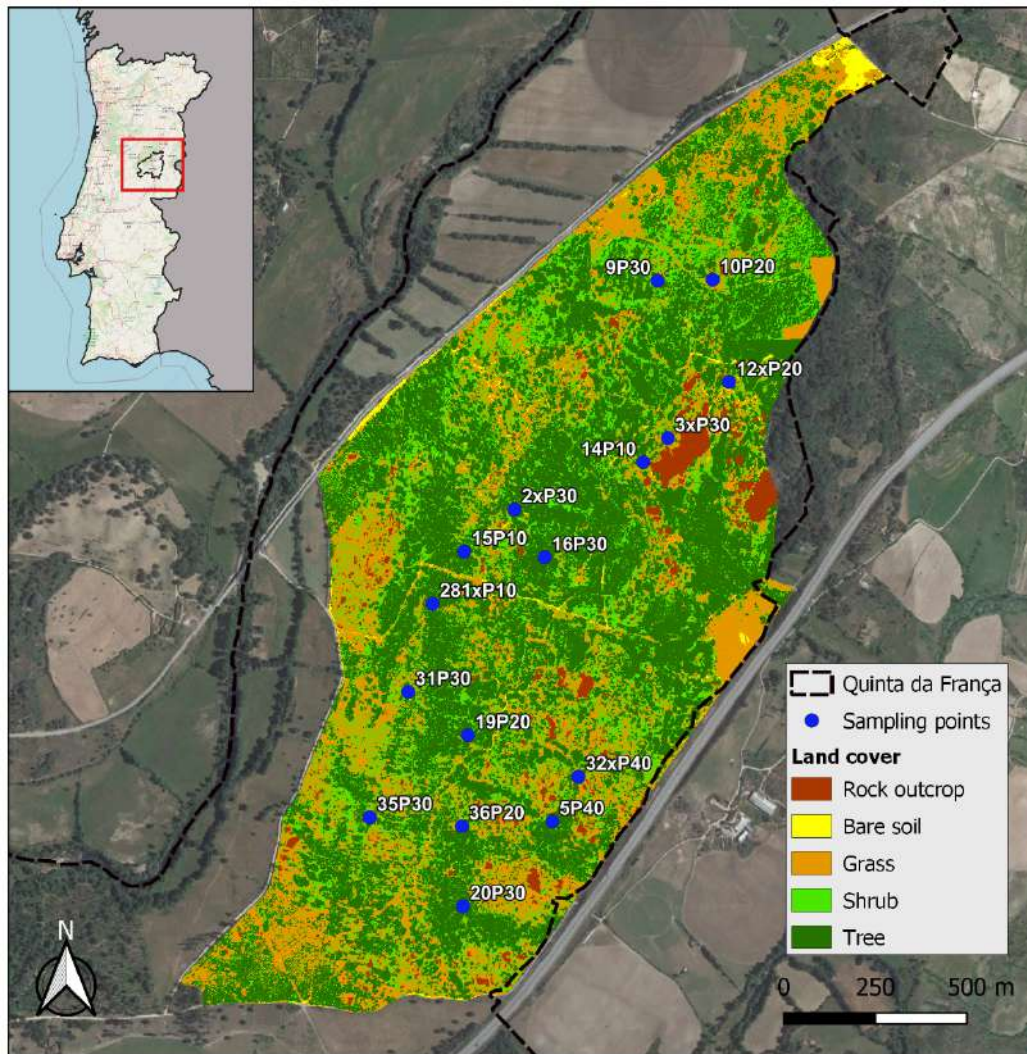 9P30
10P20
12xP20
3xP30
14P10
2xP30
15P10
16P30
281xP10
31P30
19P20
32xP40
35P30
36P20
5P40
20P30
Quinta da França
Sampling points
Land cover
Rock outcrop
Bare soil
Grass
Shrub
Tree
N
0 250 500 m